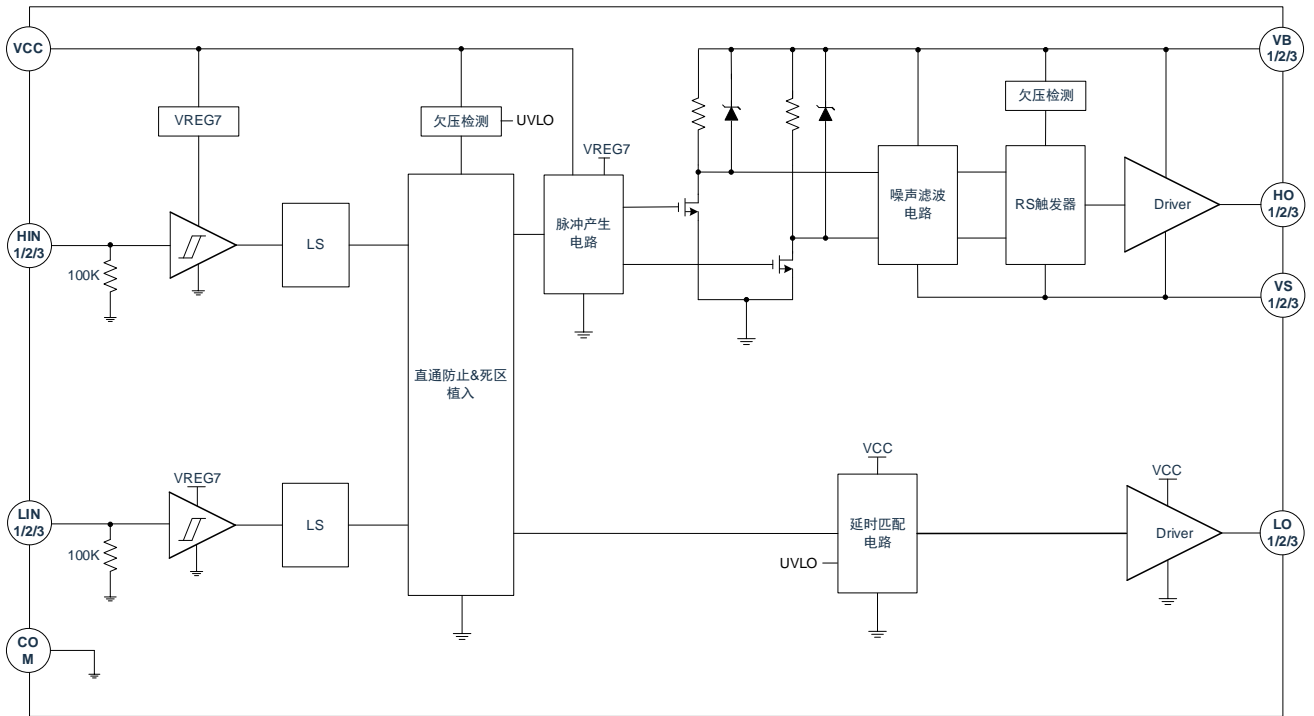 VCC
VB
1/2/3
VREG7
欠压检测
UVLO
欠压检测
VREG7
HIN
1/2/3
100K
LS
脉冲产生
电路
噪声滤波
电路
RS触发器
Driver
HO
1/2/3
VS
1/2/3
直通防止&死区
植入
LIN
1/2/3
100K
VREG7
LS
VCC
延时匹配
电路
UVLO
VCC
Driver
LO
1/2/3
CO
M